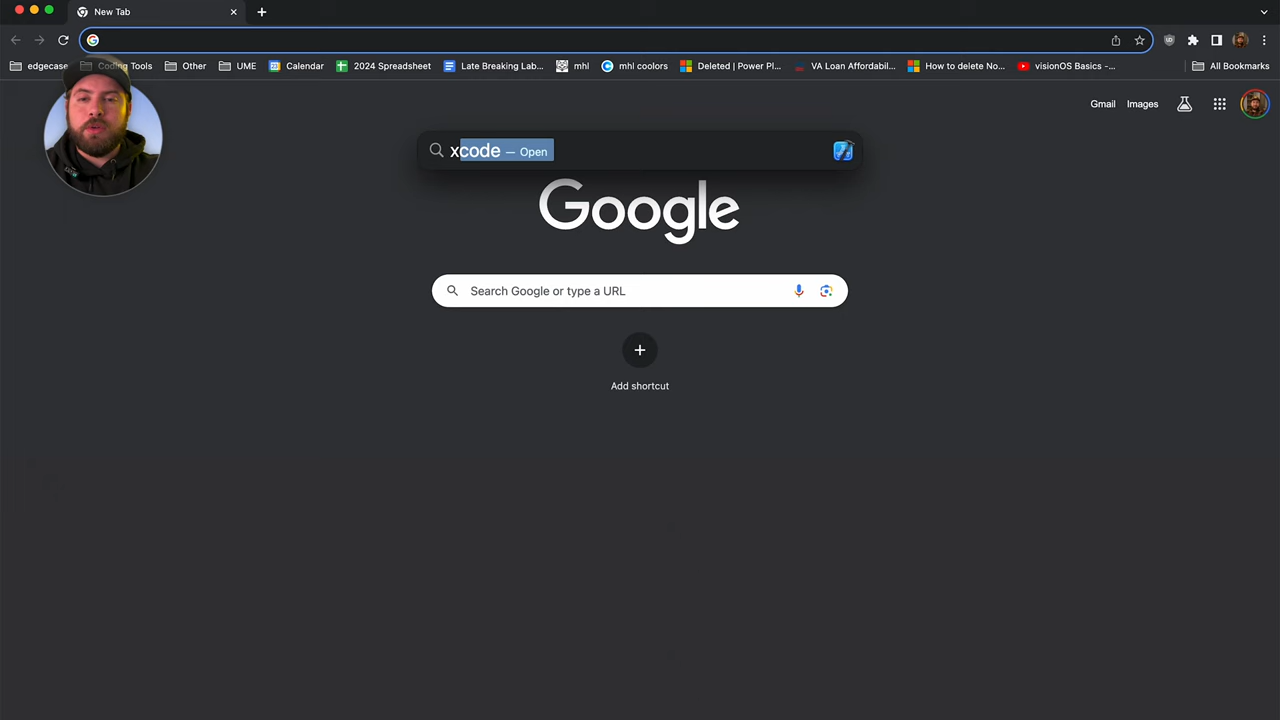 New Tab
edgecase
Coding Tools
Other
UME
Calendar
2024 Spreadsheet
Late Breaking Lab...
mhl
mhl coolors
Deleted | Power Pl...
VA Loan Affordabil...
How to delete No...
visionOS Basics -...
All Bookmarks
Gmail
Images
xcode — Open
Google
Search Google or type a URL
Add shortcut